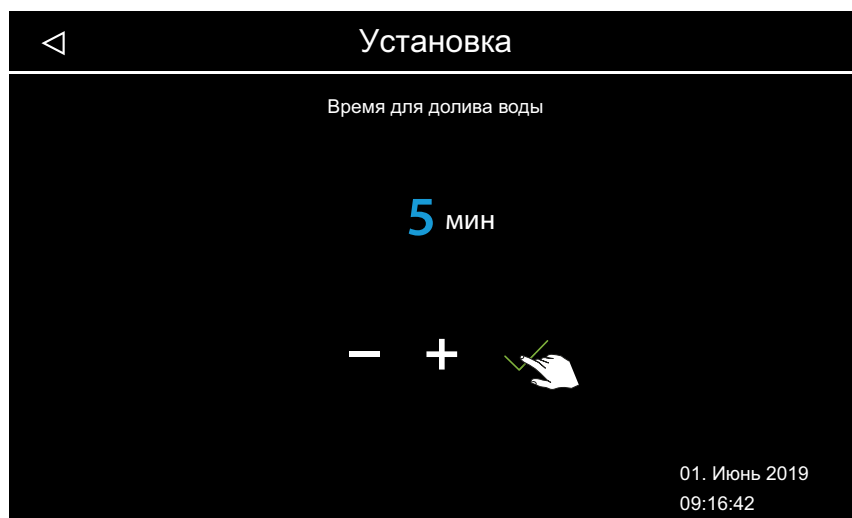 Установка
Время для долива воды
5 мин
01. Июнь 2019
09:16:42